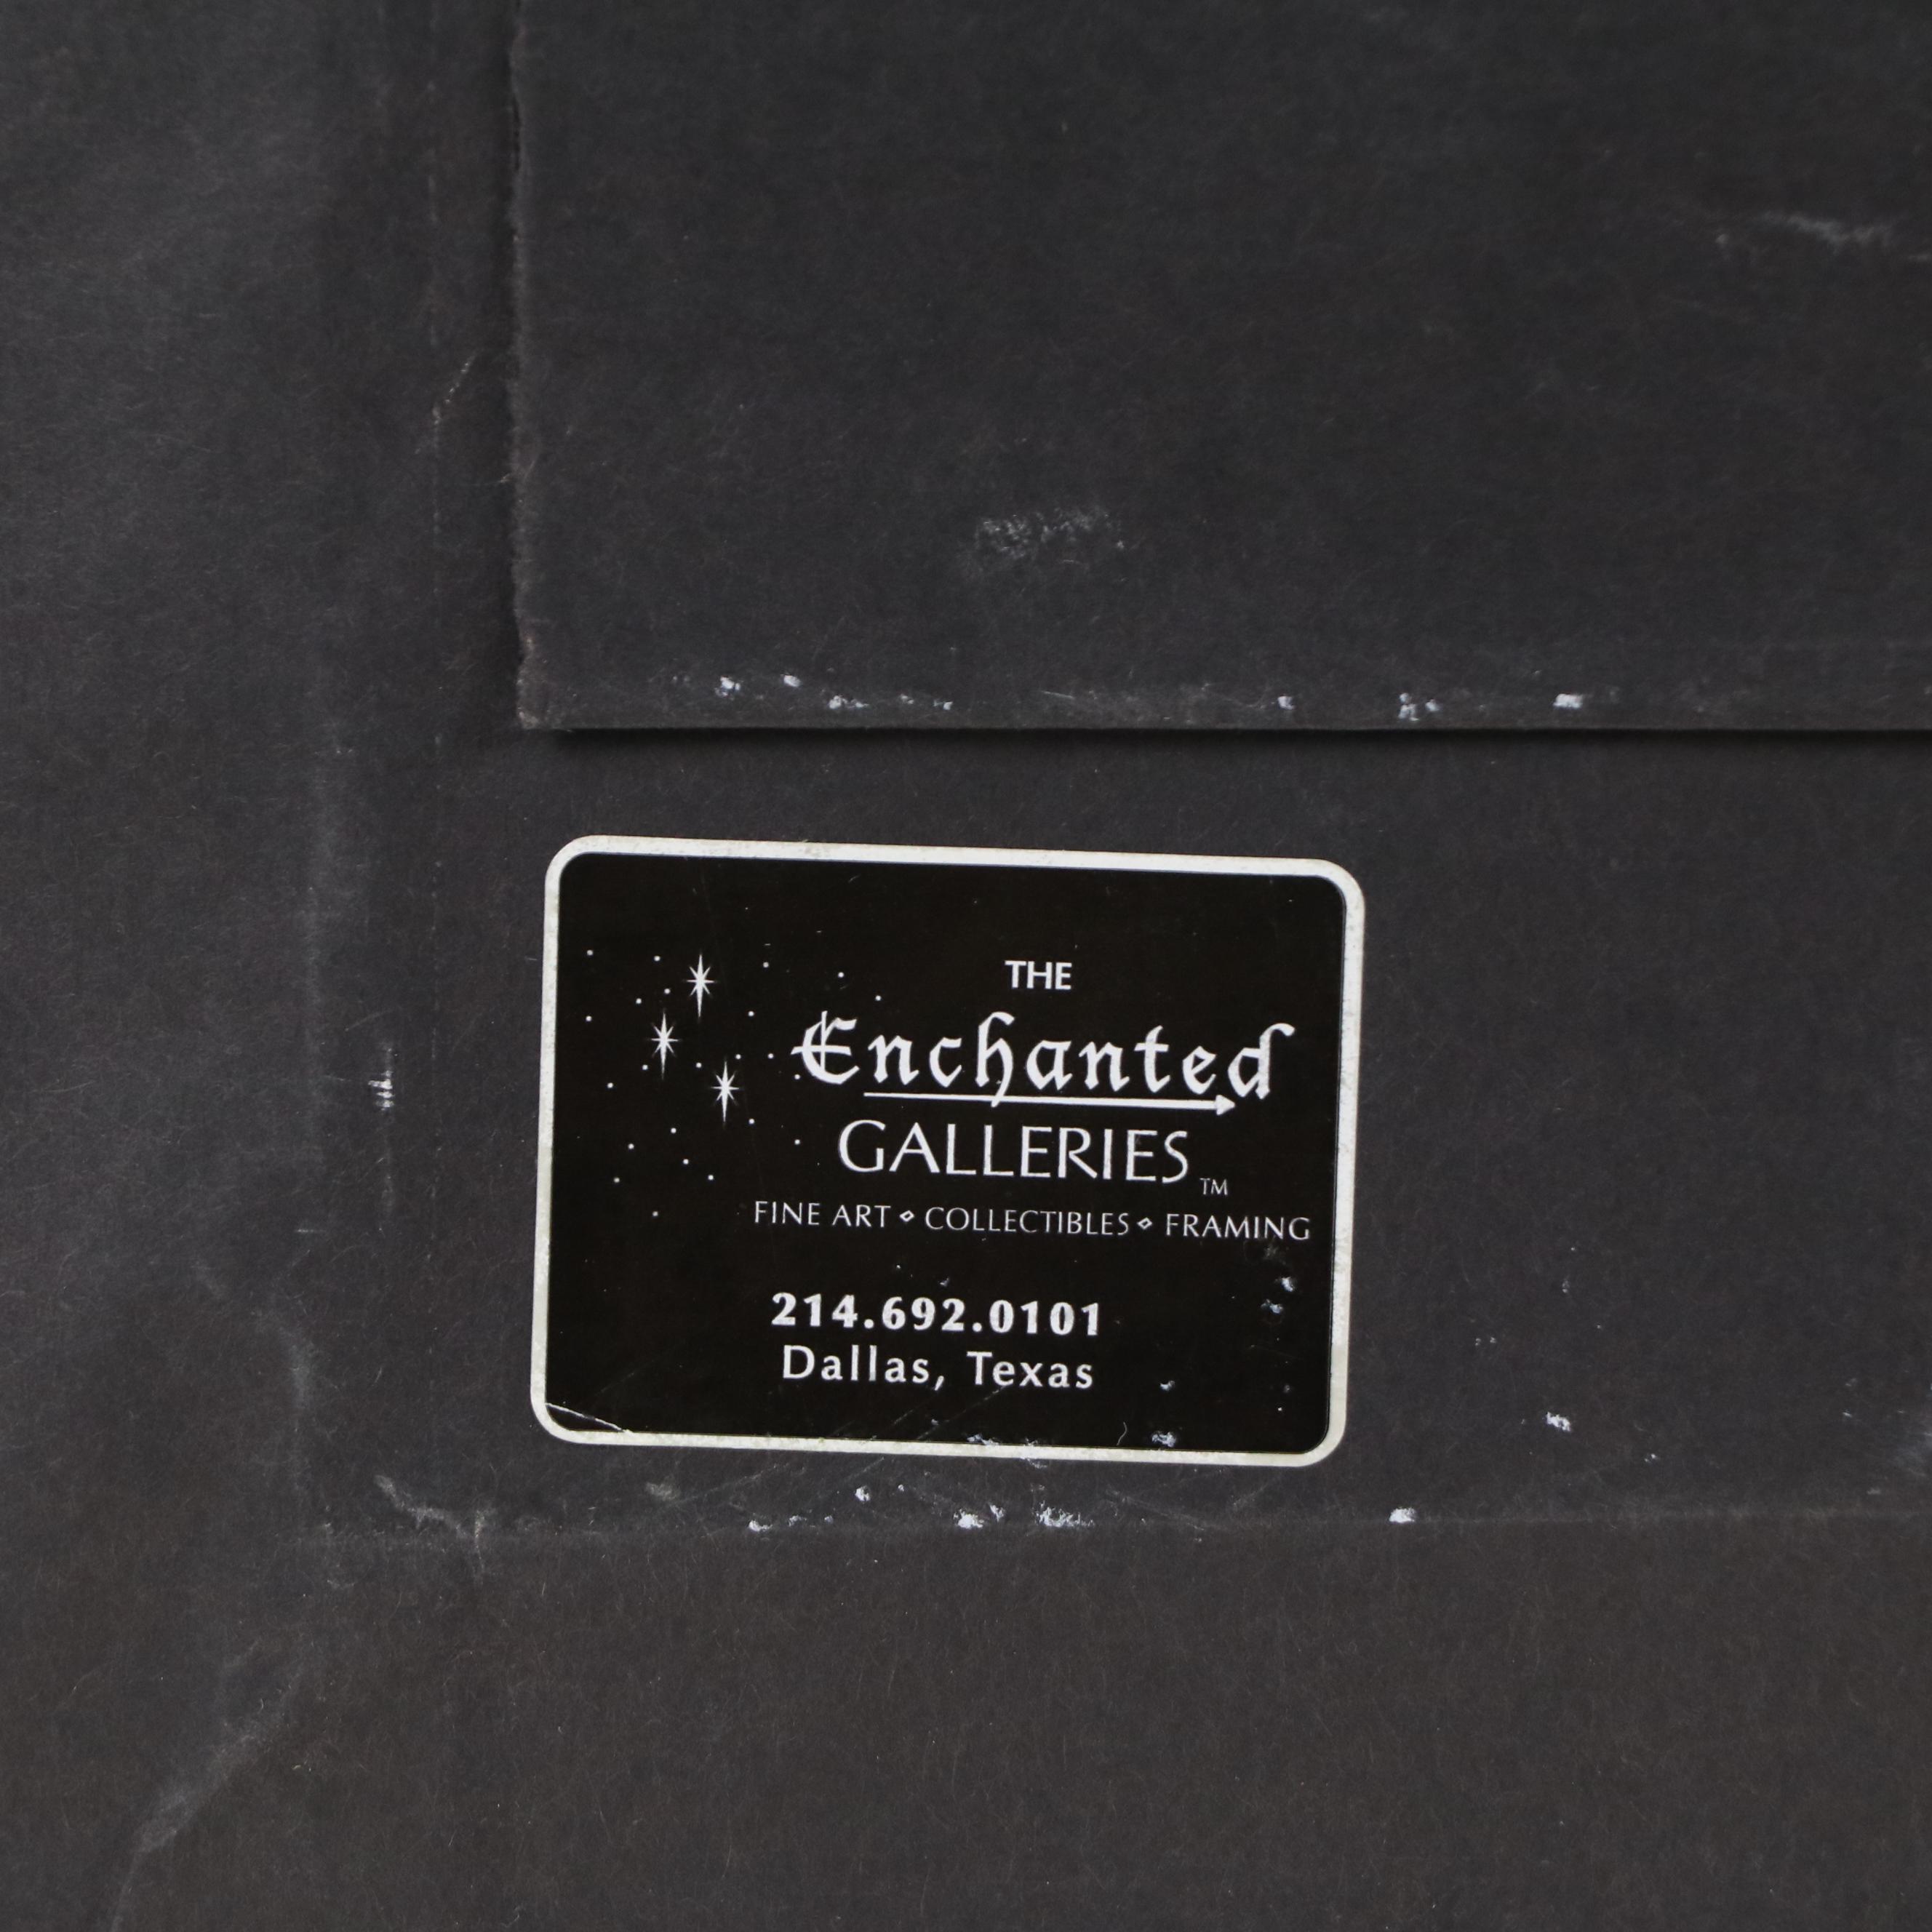 THE
Enchanted
GALLERIES TM
FINE ART ⋄ COLLECTIBLES ⋄ FRAMING
214.692.0101
Dallas, Texas